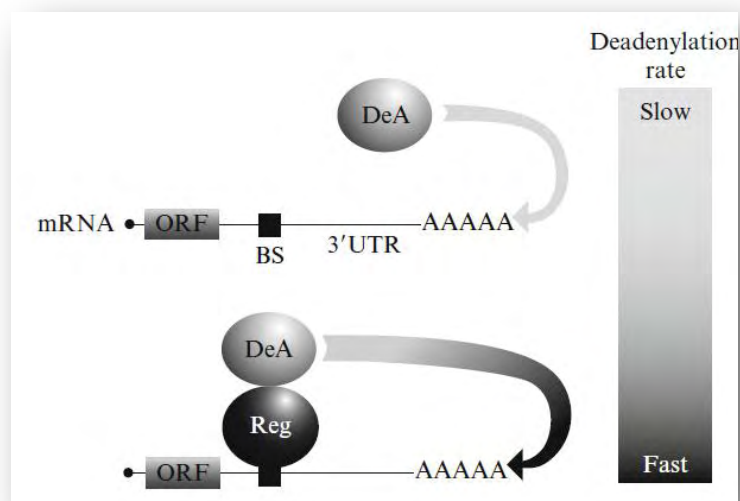 Deadenylation
rate
Slow
DeA
mRNA ORF AAAAA
BS 3′UTR
DeA
Reg
ORF AAAAA
Fast